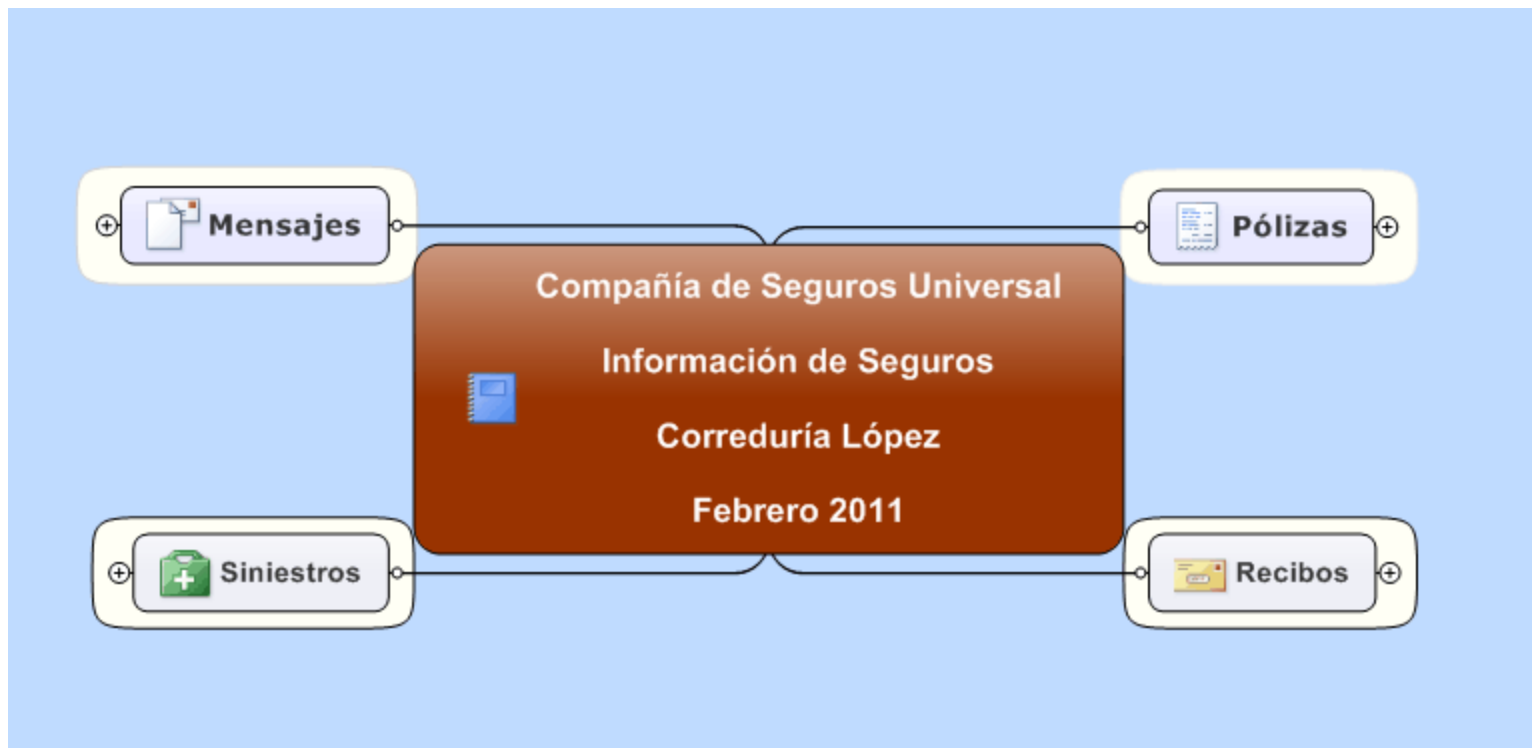 Mensajes
Pólizas
Compañía de Seguros Universal
Información de Seguros
Correduría López
Febrero 2011
Siniestros
Recibos